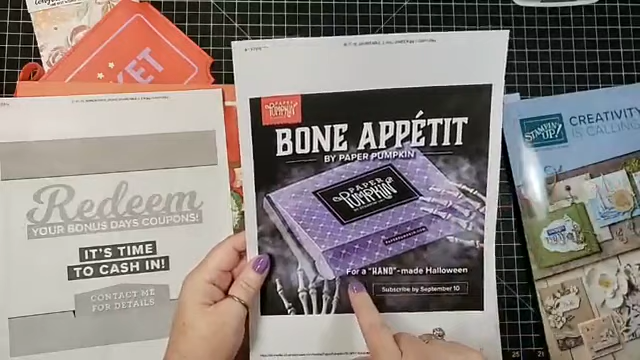 TICKET
Redeem
YOUR BONUS DAYS COUPONS!
IT'S TIME
TO CASH IN!
CONTACT ME
FOR DETAILS
PAPER
PUMPKIN
BONE APPÉTIT
BY PAPER PUMPKIN
PAPER
PUMPKIN
For a "HAND"-made Halloween
Subscribe by September 10
STAMPIN' UP!
CREATIVITY
IS CALLING